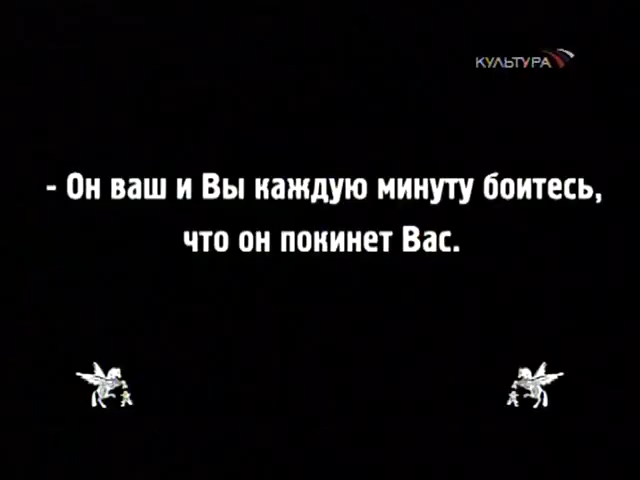 КУЛЬТУРА
- Он ваш и Вы каждую минуту боитесь,
что он покинет Вас.